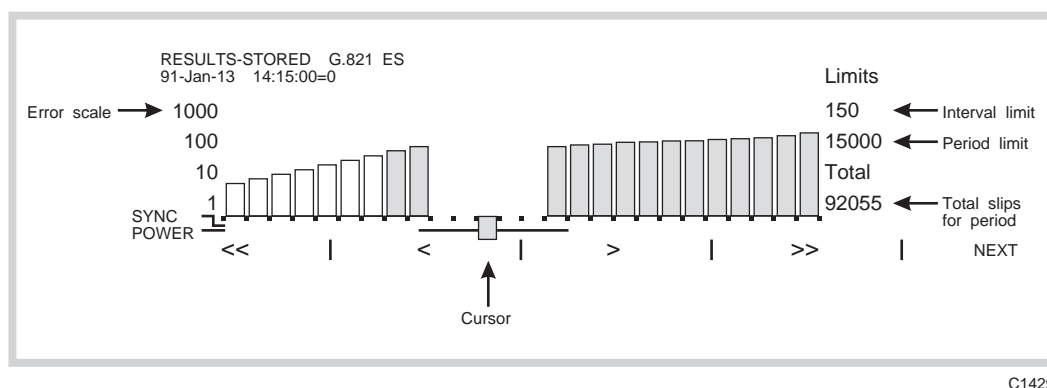 RESULTS-STORED G.821 ES
91-Jan-13 14:15:00=0
Limits
Error scale 1000 150 Interval limit
100 15000 Period limit
10 Total
1 92055 Total slips
for period
SYNC
POWER
<< | < | > | >> | NEXT
Cursor